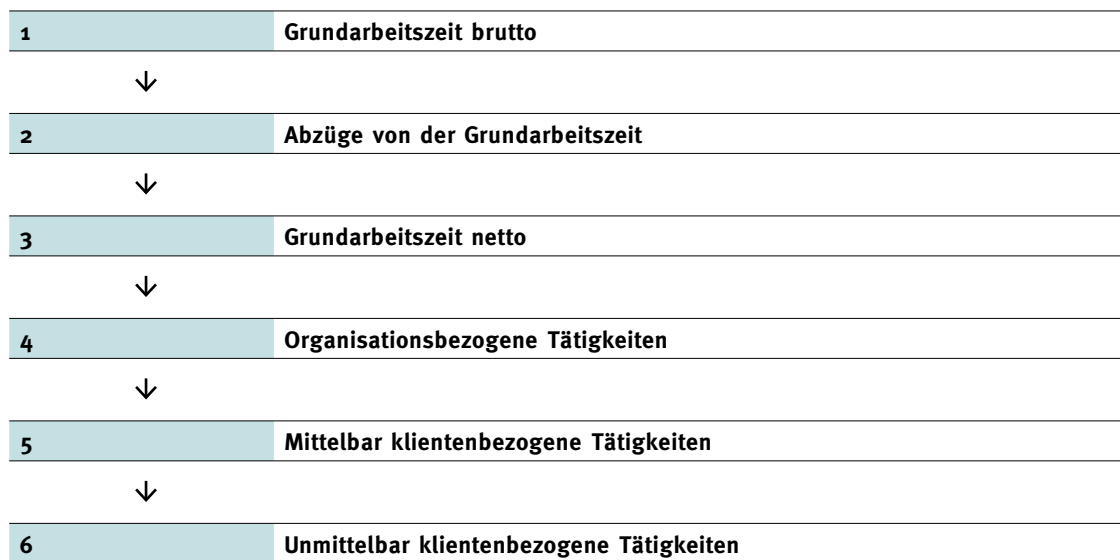 1 Grundarbeitszeit brutto
↓
2 Abzüge von der Grundarbeitszeit
↓
3 Grundarbeitszeit netto
↓
4 Organisationsbezogene Tätigkeiten
↓
5 Mittelbar klientenbezogene Tätigkeiten
↓
6 Unmittelbar klientenbezogene Tätigkeiten